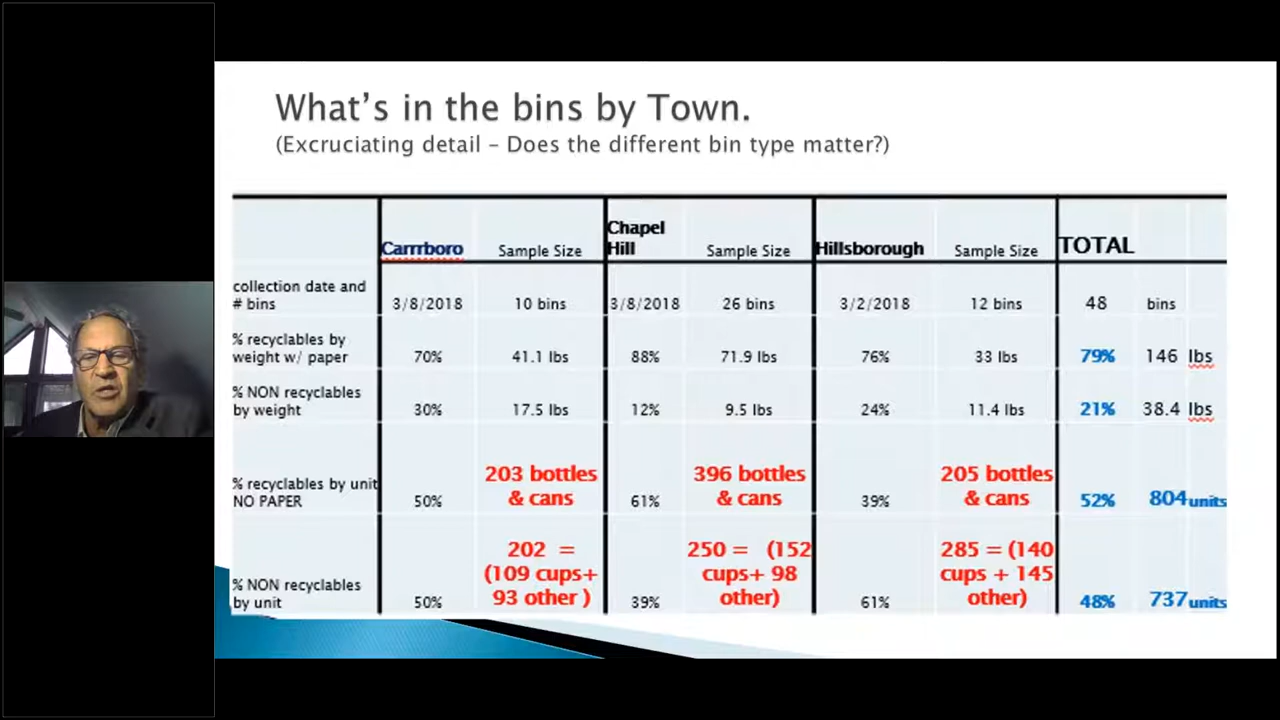 What's in the bins by Town.
(Excruciating detail – Does the different bin type matter?)
Carrrboro Sample Size Chapel Hill Sample Size Hillsborough Sample Size TOTAL
collection date and # bins 3/8/2018 10 bins 3/8/2018 26 bins 3/2/2018 12 bins 48 bins
% recyclables by weight w/ paper 70% 41.1 lbs 88% 71.9 lbs 76% 33 lbs 79% 146 lbs
% NON recyclables by weight 30% 17.5 lbs 12% 9.5 lbs 24% 11.4 lbs 21% 38.4 lbs
% recyclables by unit NO PAPER 50% 203 bottles & cans 61% 396 bottles & cans 39% 205 bottles & cans 52% 804 units
% NON recyclables by unit 50% 202 = (109 cups+ 93 other ) 39% 250 = (152 cups+ 98 other) 61% 285 = (140 cups + 145 other) 48% 737 units